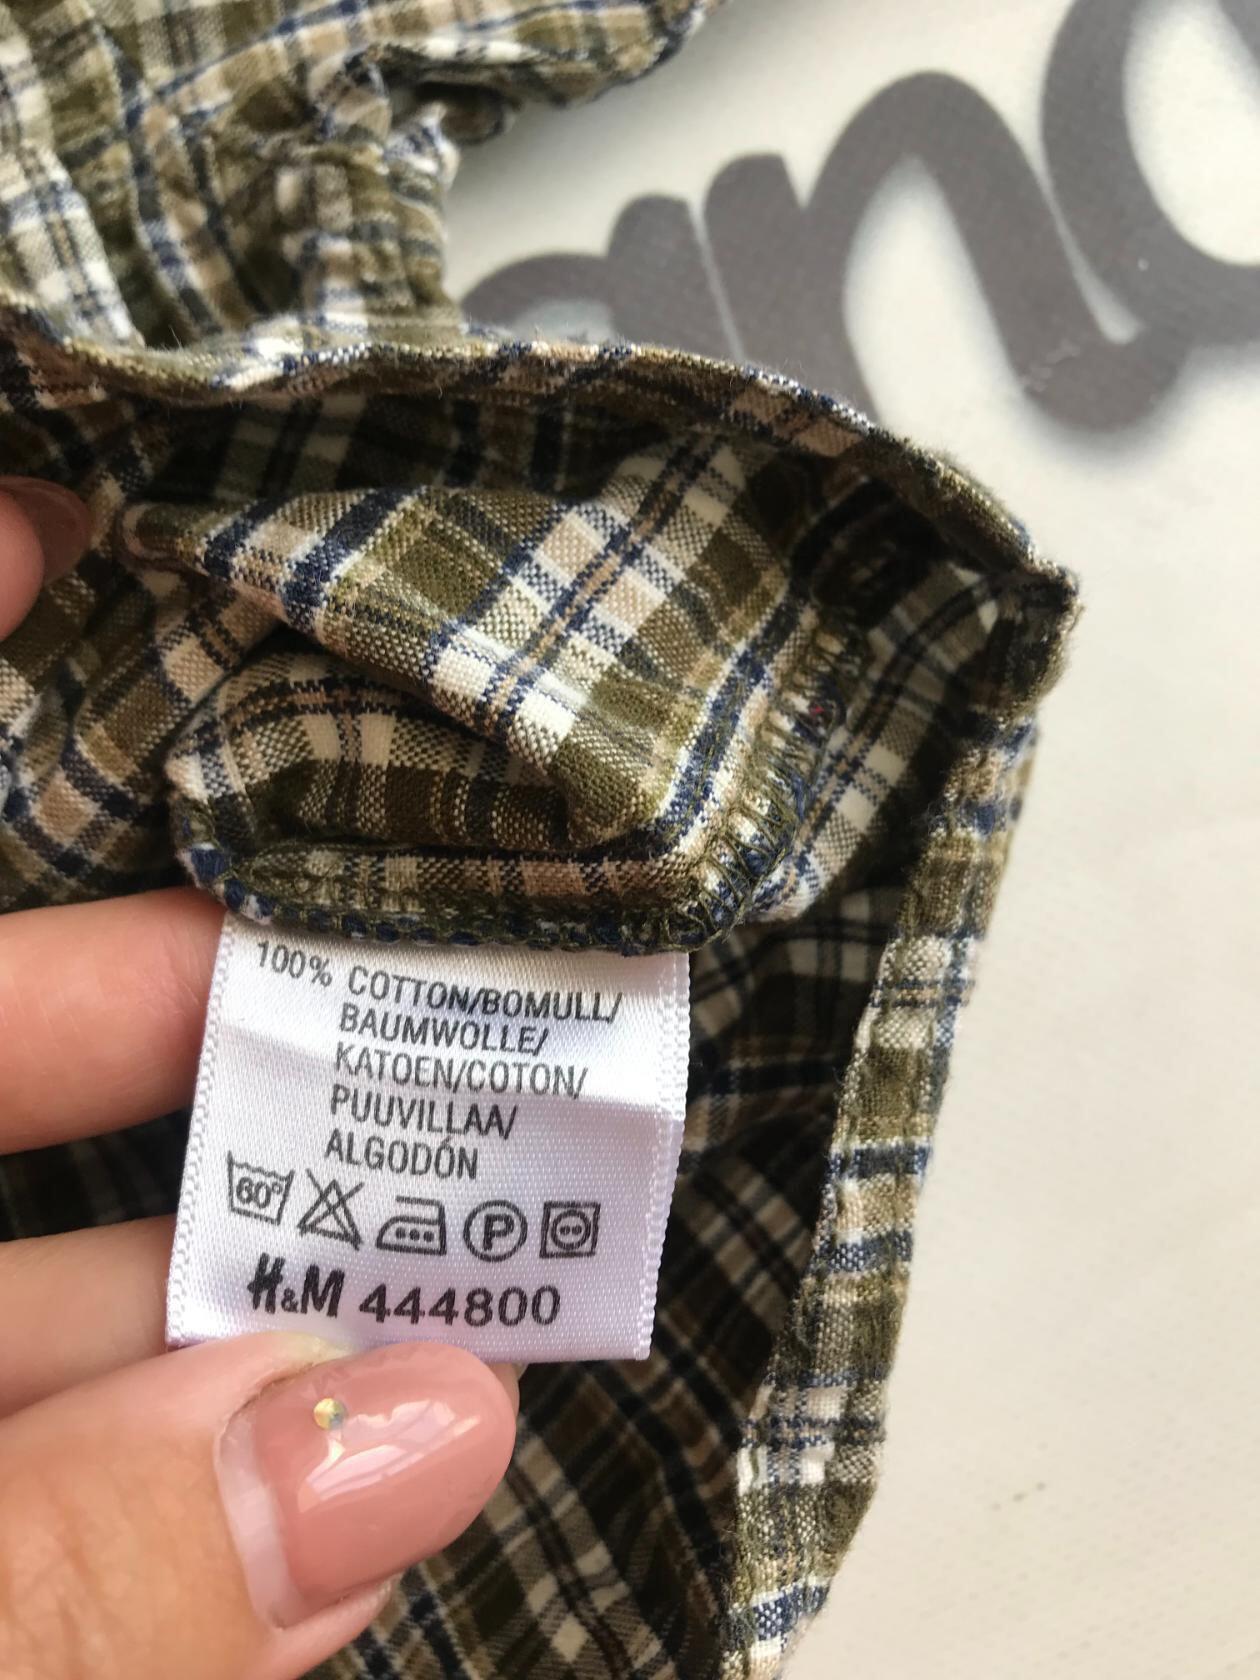 100% COTTON/BOMULL/
BAUMWOLLE/
KATOEN/COTON/
PUUVILLAA/
ALGODÓN
60°
P
H&M 444800